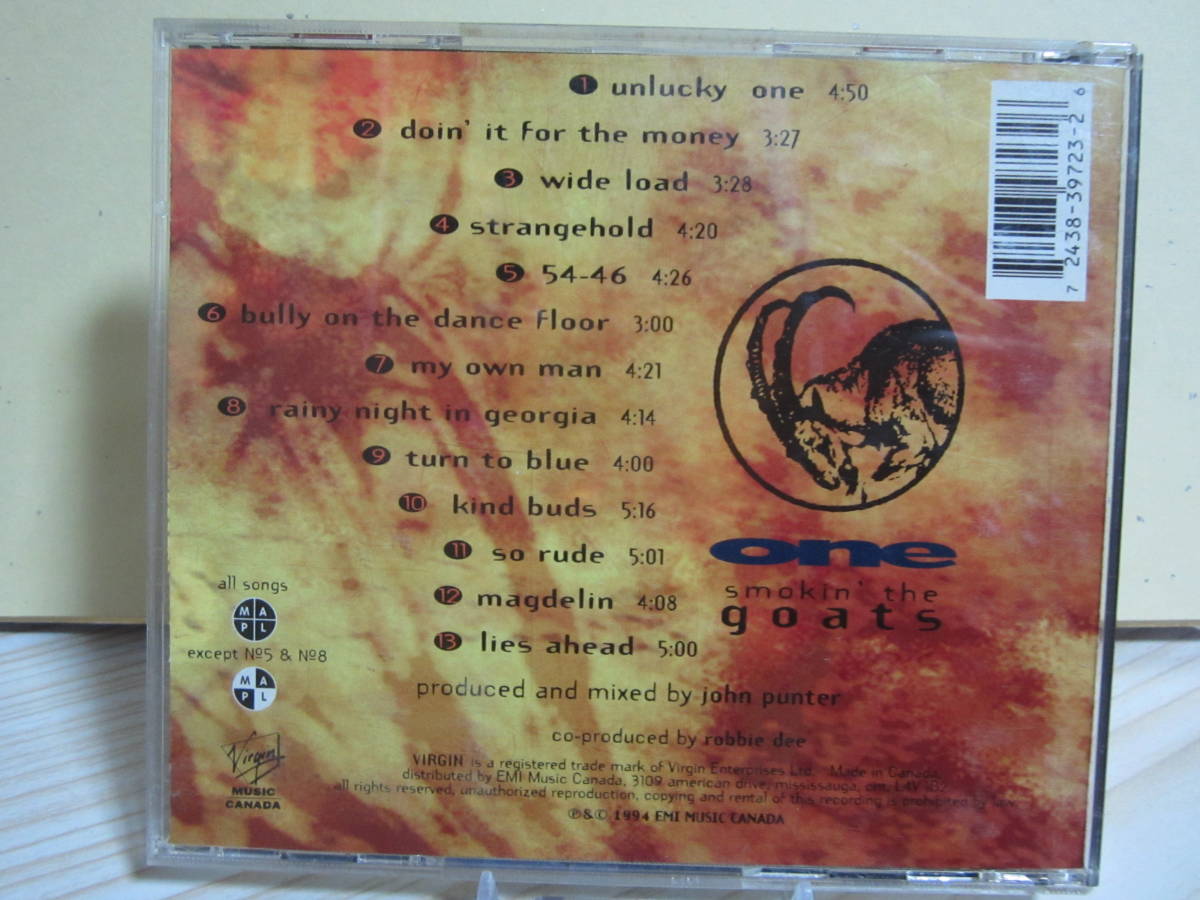 1 unlucky one 4:50
2 doin' it for the money 3:27
3 wide load 3:28
4 strangehold 4:20
5 54-46 4:26
6 bully on the dance floor 3:00
7 my own man 4:21
8 rainy night in georgia 4:14
9 turn to blue 4:00
10 kind buds 5:16
11 so rude 5:01
12 magdelin 4:08
13 lies ahead 5:00
7 2438-39723-2 6
one
smokin' the
goats
all songs
M A
P L
except Nº5 & Nº8
M A
P L
produced and mixed by john punter
co-produced by robbie dee
Virgin
MUSIC
CANADA
VIRGIN is a registered trade mark of Virgin Enterprises Ltd. Made in Canada,
distributed by EMI Music Canada, 3109 american drive, mississauga, ont. L4V 1B2
all rights reserved, unauthorized reproduction, copying and rental of this recording is prohibited by law.
℗&© 1994 EMI MUSIC CANADA